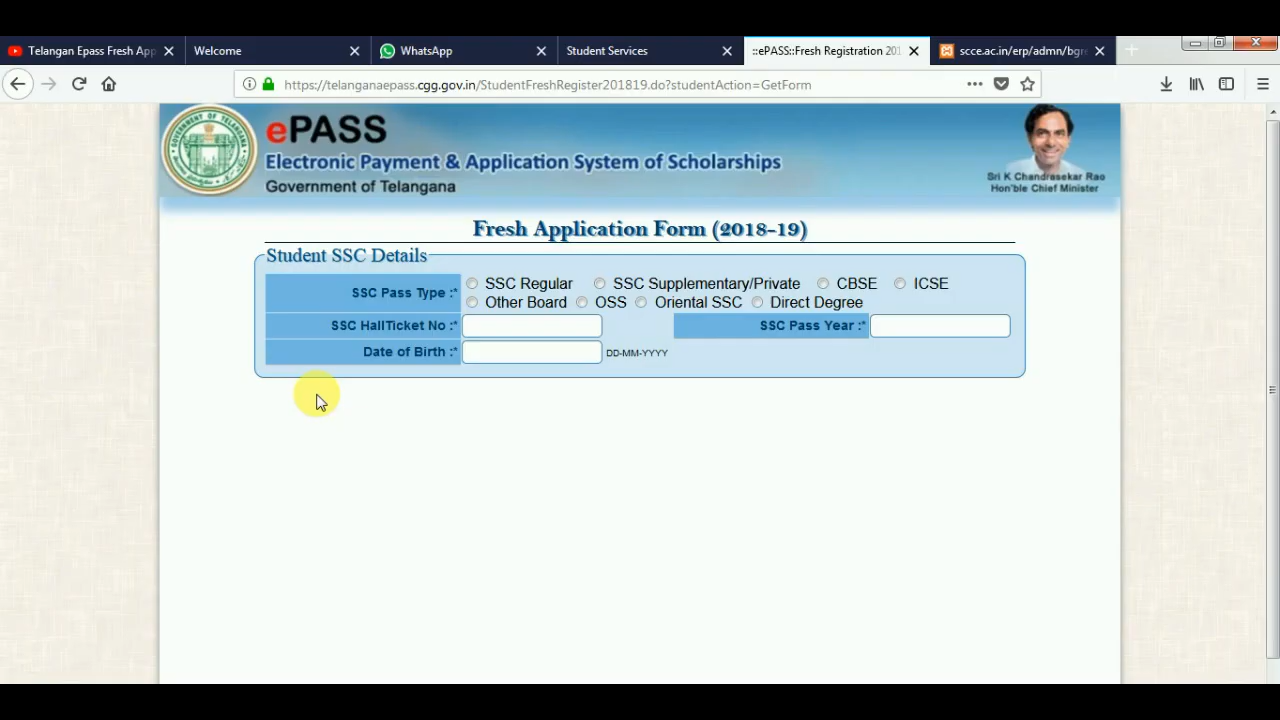 Telangan Epass Fresh App
Welcome
WhatsApp
Student Services
::ePASS::Fresh Registration 201
scce.ac.in/erp/admn/bgre
https://telanganaepass.cgg.gov.in/StudentFreshRegister201819.do?studentAction=GetForm
GOVERNMENT OF TELANGANA
ePASS
Electronic Payment & Application System of Scholarships
Government of Telangana
Sri K Chandrasekar Rao
Hon'ble Chief Minister
Fresh Application Form (2018-19)
Student SSC Details
SSC Pass Type :* SSC Regular SSC Supplementary/Private CBSE ICSE
Other Board OSS Oriental SSC Direct Degree
SSC HallTicket No :* SSC Pass Year :*
Date of Birth :* DD-MM-YYYY